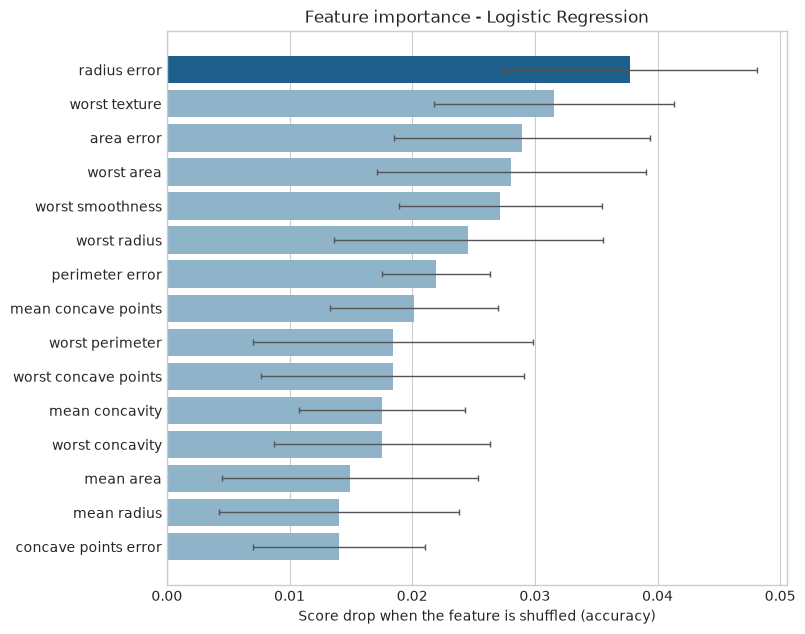 Feature importance - Logistic Regression
radius error
worst texture
area error
worst area
worst smoothness
worst radius
perimeter error
mean concave points
worst perimeter
worst concave points
mean concavity
worst concavity
mean area
mean radius
concave points error
0.00 0.01 0.02 0.03 0.04 0.05
Score drop when the feature is shuffled (accuracy)